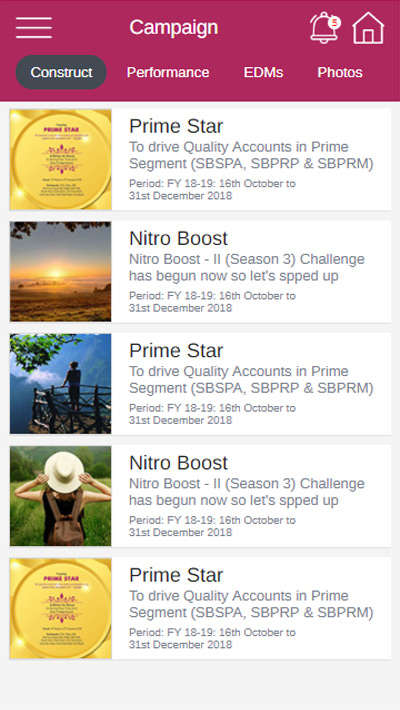 Campaign
5
Construct Performance EDMs Photos
PRIME STAR
Prime Star
To drive Quality Accounts in Prime
Segment (SBSPA, SBPRP & SBPRM)
Period: FY 18-19: 16th October to
31st December 2018
Nitro Boost
Nitro Boost - II (Season 3) Challenge
has begun now so let's spped up
Period: FY 18-19: 16th October to
31st December 2018
Prime Star
To drive Quality Accounts in Prime
Segment (SBSPA, SBPRP & SBPRM)
Period: FY 18-19: 16th October to
31st December 2018
Nitro Boost
Nitro Boost - II (Season 3) Challenge
has begun now so let's spped up
Period: FY 18-19: 16th October to
31st December 2018
PRIME STAR
Prime Star
To drive Quality Accounts in Prime
Segment (SBSPA, SBPRP & SBPRM)
Period: FY 18-19: 16th October to
31st December 2018